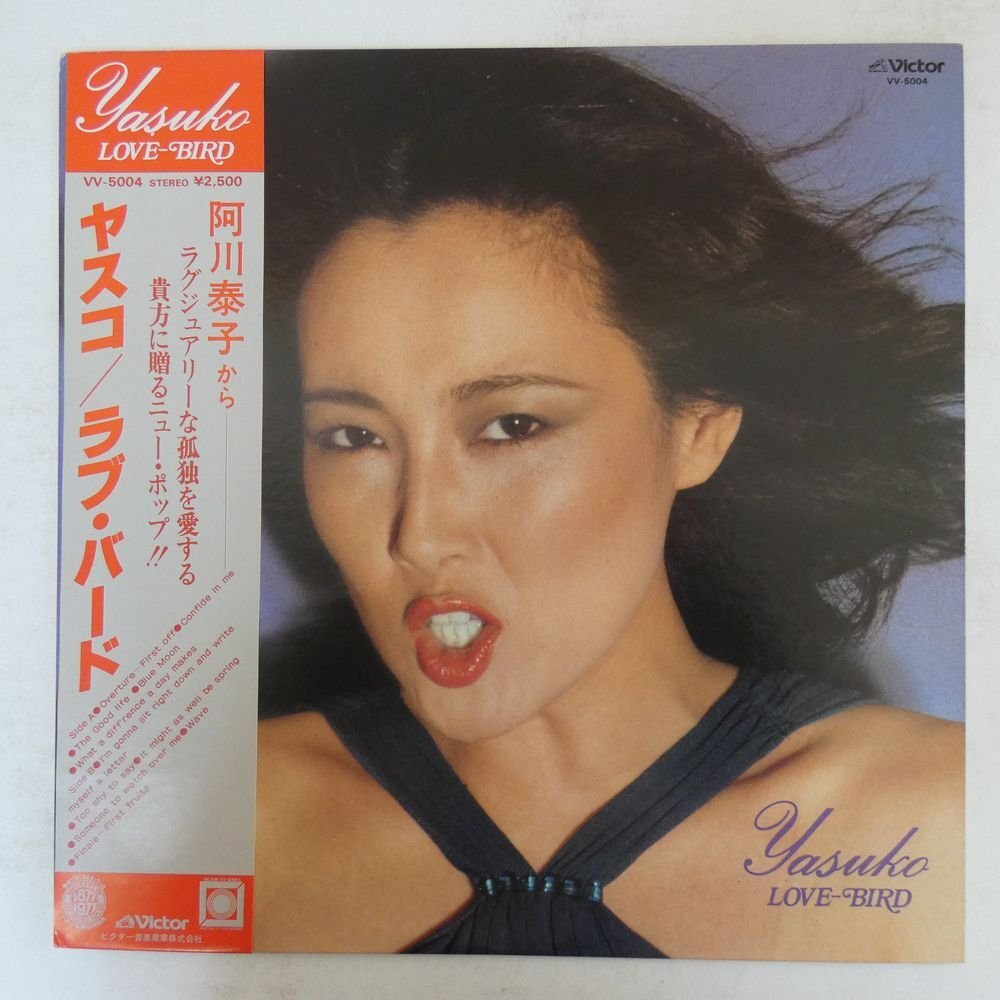 Yasuko
LOVE-BIRD
VV-5004 STEREO ¥2,500
ヤスコ/ラブ・バード
阿川泰子から
ラグジュアリーな孤独を愛する
貴方に贈るニュー・ポップ!!
Side A●Overture~First off●Confide in me
●The Good life ●Blue Moon
●What a diff'rence a day makes
Side B●I'm gonna sit right down and write
myself a letter
●Too shy to say●It might as well be spring
●Someone to watch over me●Wave
●Finale~First fruits
Victor
ビクター音楽産業株式会社
Victor
VV-5004
Yasuko
LOVE-BIRD